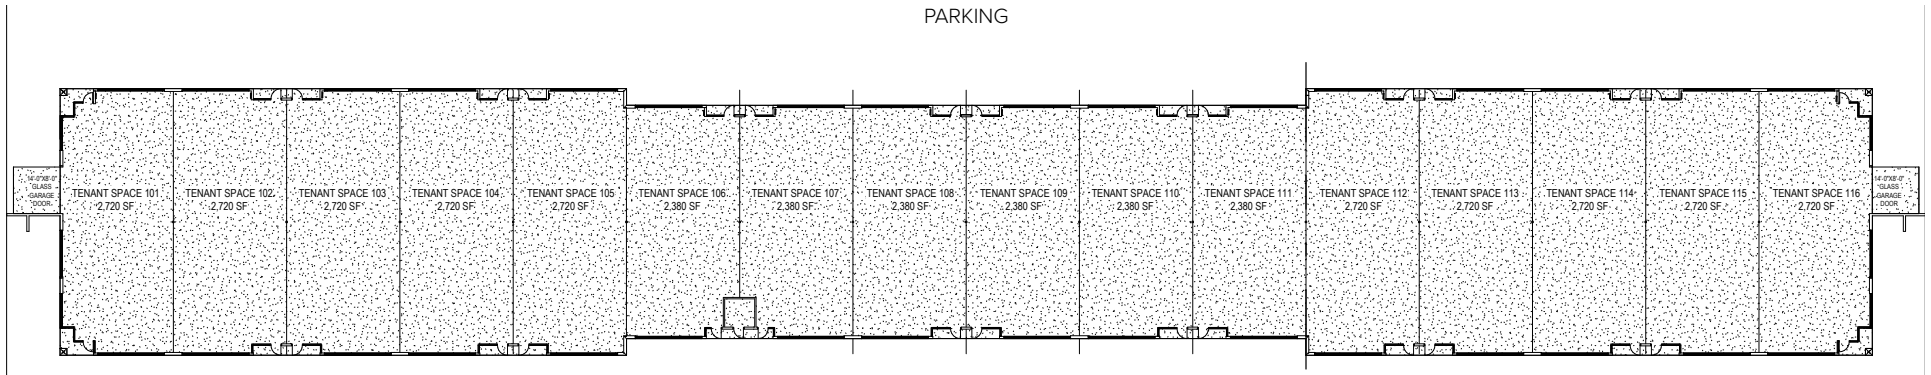 PARKING
TENANT SPACE 101
2,720 SF
TENANT SPACE 102
2,720 SF
TENANT SPACE 103
2,720 SF
TENANT SPACE 104
2,720 SF
TENANT SPACE 105
2,720 SF
TENANT SPACE 106
2,380 SF
TENANT SPACE 107
2,380 SF
TENANT SPACE 108
2,380 SF
TENANT SPACE 109
2,380 SF
TENANT SPACE 110
2,380 SF
TENANT SPACE 111
2,380 SF
TENANT SPACE 112
2,720 SF
TENANT SPACE 113
2,720 SF
TENANT SPACE 114
2,720 SF
TENANT SPACE 115
2,720 SF
TENANT SPACE 116
2,720 SF
14'-0"X8'-0"
GLASS
GARAGE
DOOR
14'-0"X8'-0"
GLASS
GARAGE
DOOR